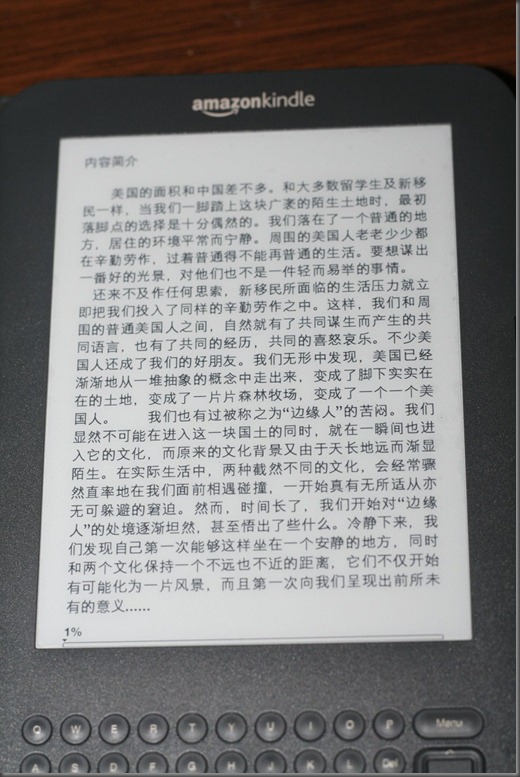 amazonkindle
内容简介
美国的面积和中国差不多。和大多数留学生及新移
民一样，当我们一脚踏上这块广袤的陌生土地时，最初
落脚点的选择是十分偶然的。我们落在了一个普通的地
方，居住的环境平常而宁静。周围的美国人老老少少都
在辛勤劳作，过着普通得不能再普通的生活。要想谋出
一番好的光景，对他们也不是一件轻而易举的事情。
还来不及作任何思索，新移民所面临的生活压力就立
即把我们投入了同样的辛勤劳作之中。这样，我们和周
围的普通美国人之间，自然就有了共同谋生而产生的共
同语言，也有了共同的经历，共同的喜怒哀乐。不少美
国人还成了我们的好朋友。我们无形中发现，美国已经
渐渐地从一堆抽象的概念中走出来，变成了脚下实实在
在的土地，变成了一片片森林牧场，变成了一个一个美
国人。 我们也有过被称之为“边缘人”的苦闷。我们
显然不可能在进入这一块国土的同时，就在一瞬间也进
入它的文化，而原来的文化背景又由于天长地远而渐显
陌生。在实际生活中，两种截然不同的文化，会经常骤
然直率地在我们面前相遇碰撞，一开始真有无所适从亦
无可躲避的窘迫。然而，时间长了，我们开始对“边缘
人”的处境逐渐坦然，甚至悟出了些什么。冷静下来，我
们发现自己第一次能够这样坐在一个安静的地方，同时
和两个文化保持一个不远也不近的距离，它们不仅开始
有可能化为一片风景，而且第一次向我们呈现出前所未
有的意义……
1%
Q W E R T Y U I O P Menu
A S D F G H J K L Del